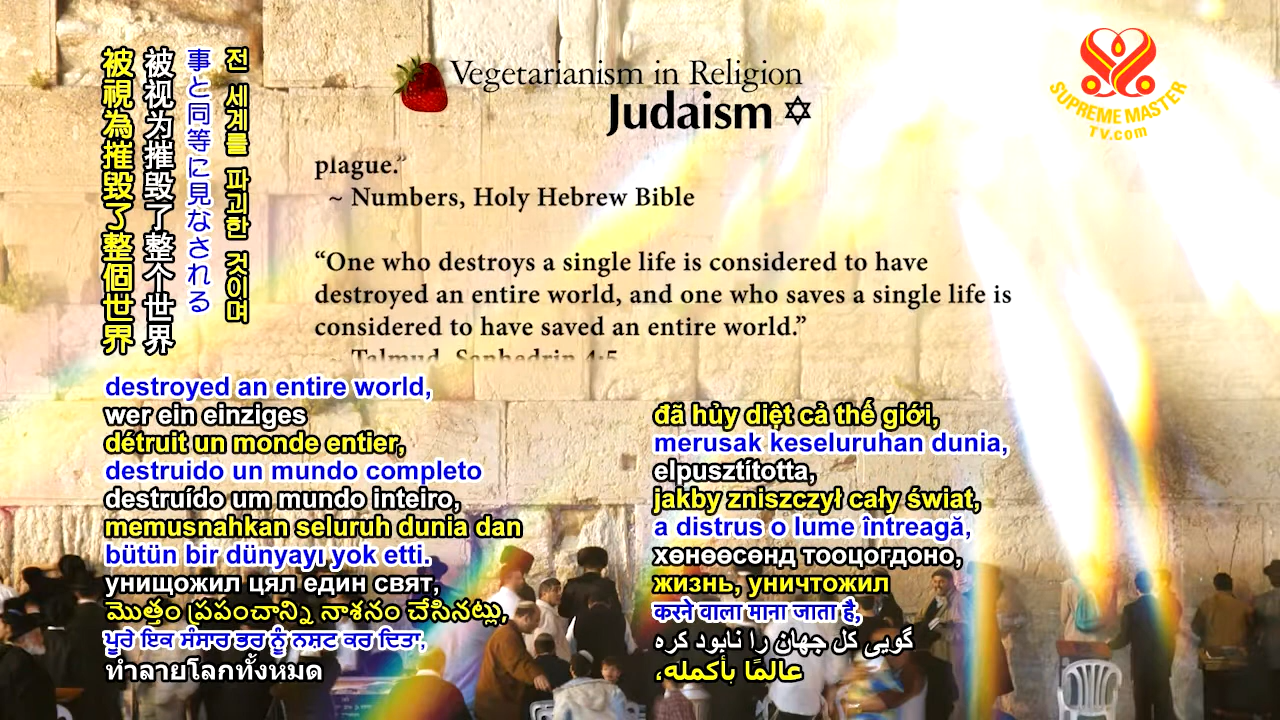 전 세계를 파괴한 것이며
事と同等に見なされる
被视为摧毁了整个世界
被視為摧毀了整個世界
Vegetarianism in Religion
Judaism
SUPREME MASTER
TV.com
plague.”
~ Numbers, Holy Hebrew Bible
“One who destroys a single life is considered to have
destroyed an entire world, and one who saves a single life is
considered to have saved an entire world.”
~ Talmud, Sanhedrin 4:5
destroyed an entire world,
wer ein einziges
détruit un monde entier,
destruido un mundo completo
destruído um mundo inteiro,
memusnahkan seluruh dunia dan
bütün bir dünyayı yok etti.
унищожил цял един свят,
మొత్తం ప్రపంచాన్ని నాశనం చేసినట్లు,
ਪੂਰੇ ਇਕ ਸੰਸਾਰ ਭਰ ਨੂੰ ਨਸ਼ਟ ਕਰ ਦਿਤਾ,
ทำลายโลกทั้งหมด
đã hủy diệt cả thế giới,
merusak keseluruhan dunia,
elpusztította,
jakby zniszczył cały świat,
a distrus o lume întreagă,
хөнөөсөнд тооцогдоно,
жизнь, уничтожил
करने वाला माना जाता है,
گویی کل جهان را نابود کره
عالمًا بأكمله،